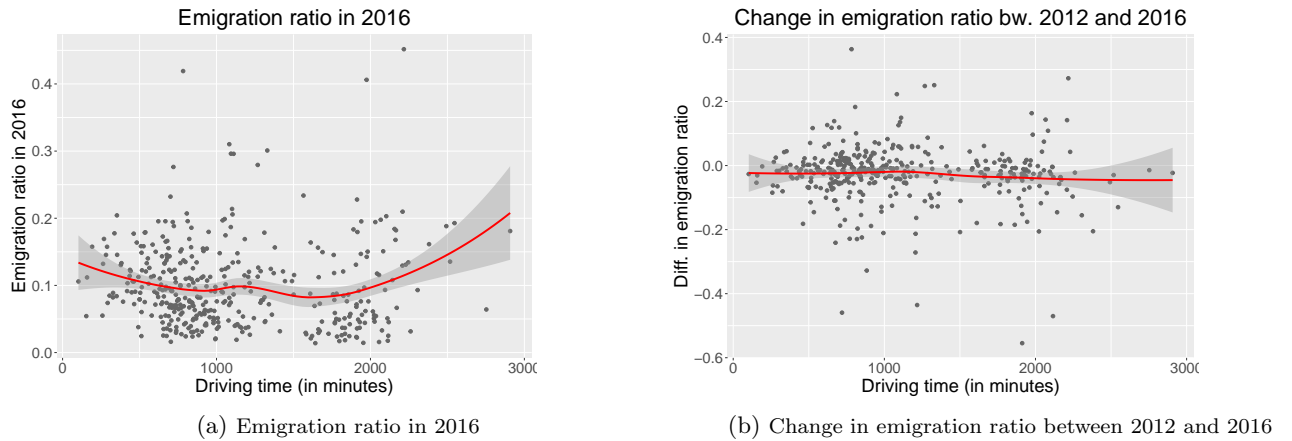 Emigration ratio in 2016
Emigration ratio in 2016
0.4
0.3
0.2
0.1
0.0
0
1000
2000
3000
Driving time (in minutes)
(a) Emigration ratio in 2016
Change in emigration ratio bw. 2012 and 2016
Diff. in emigration ratio
0.4
0.2
0.0
−0.2
−0.4
−0.6
0
1000
2000
3000
Driving time (in minutes)
(b) Change in emigration ratio between 2012 and 2016